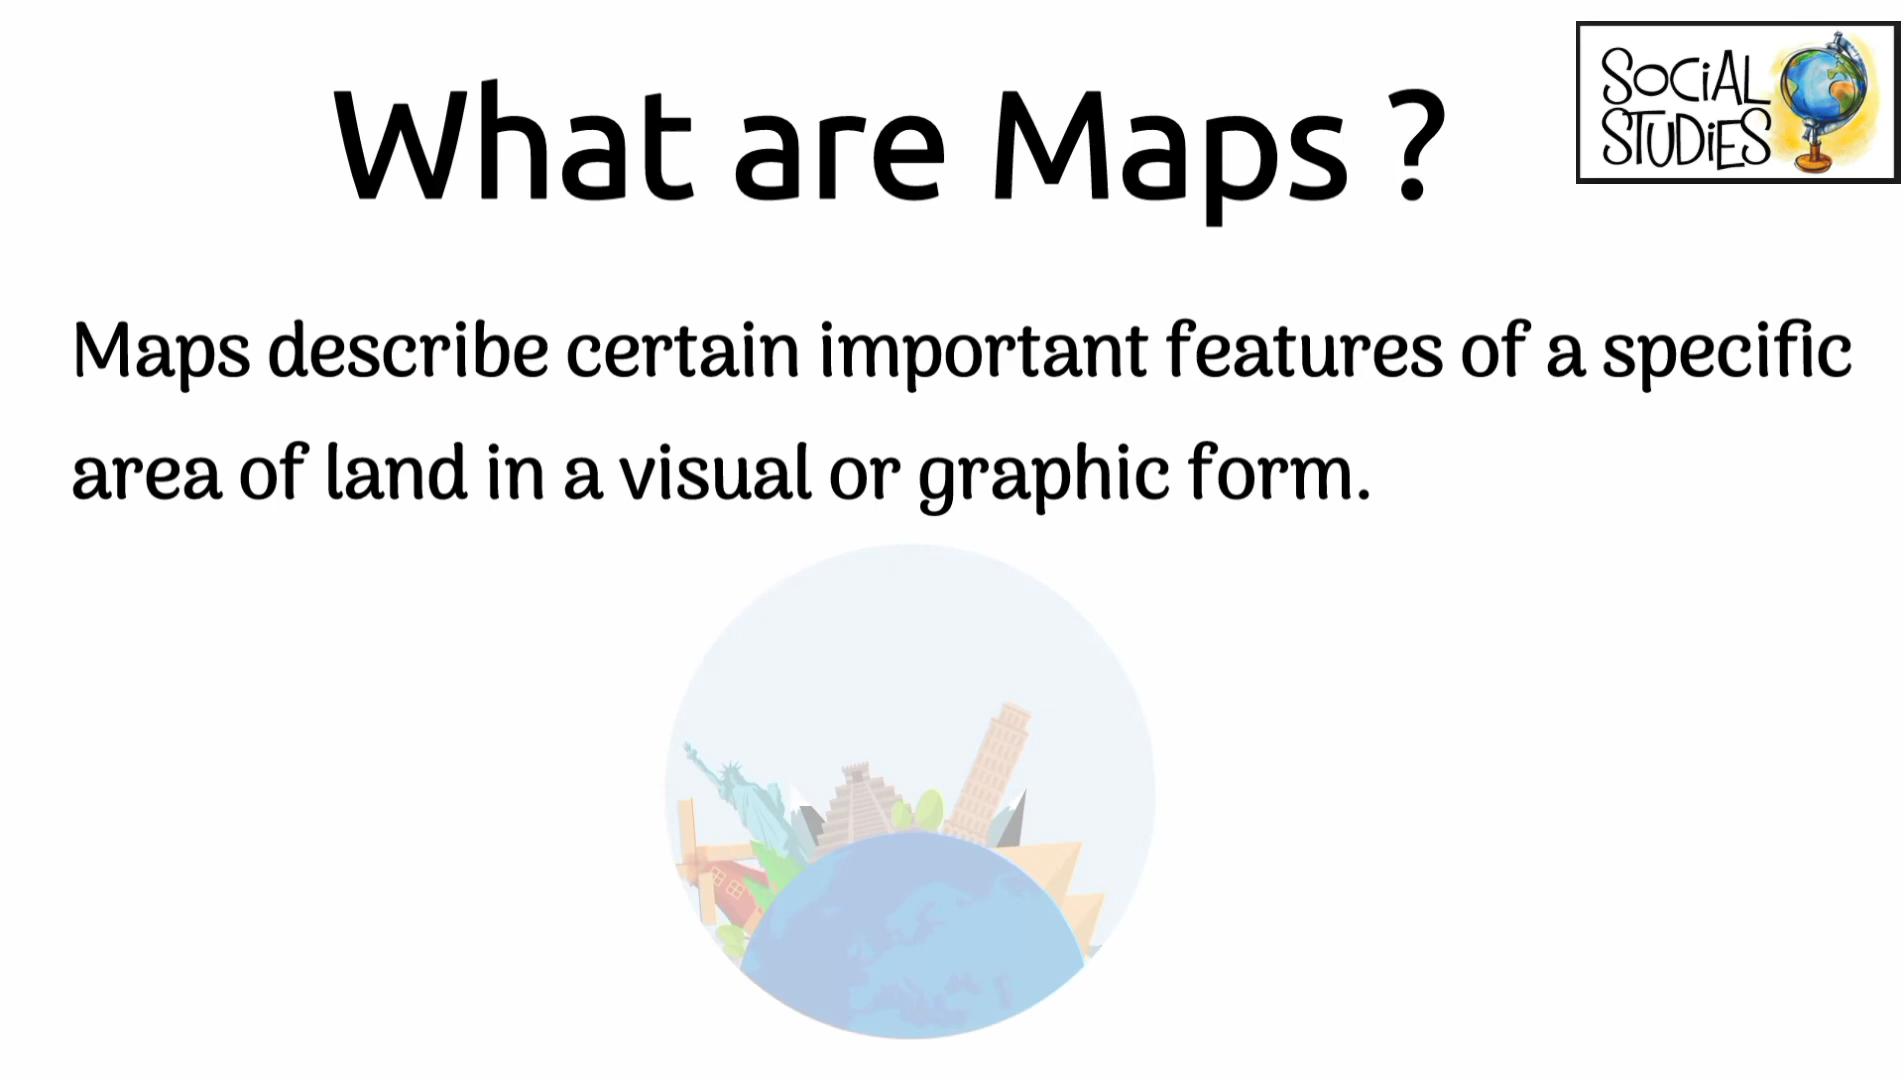 What are Maps ?
SOCiAL
STUDiES
Maps describe certain important features of a specific
area of land in a visual or graphic form.